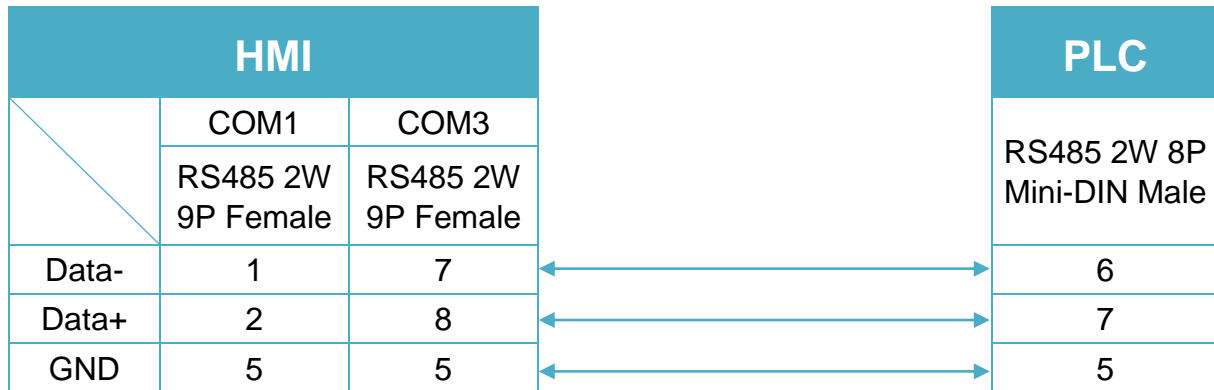 HMI
PLC
COM1 COM3
RS485 2W
9P Female
RS485 2W
9P Female
RS485 2W 8P
Mini-DIN Male
Data- 1 7 6
Data+ 2 8 7
GND 5 5 5